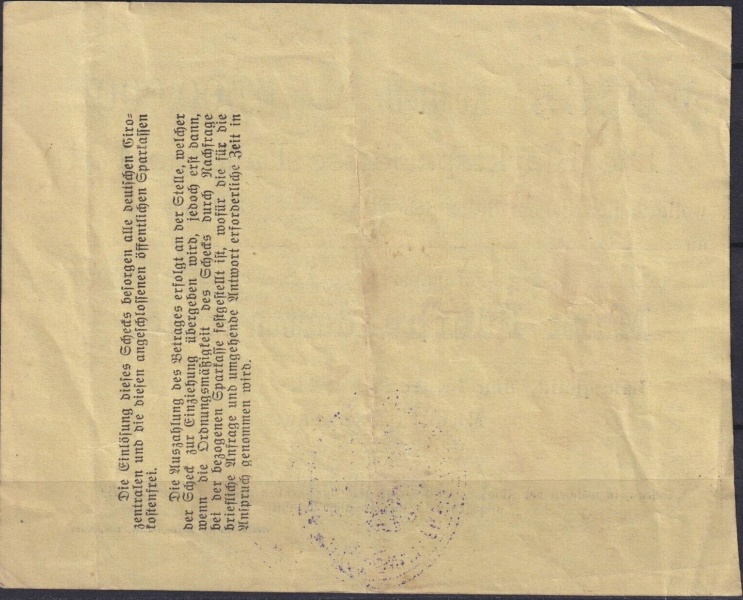 Die Einlösung dieses Schecks besorgen alle deutschen Giro-
zentralen und die diesen angeschlossenen öffentlichen Sparkassen
kostenfrei.
Die Auszahlung des Betrages erfolgt an der Stelle, welcher
der Scheck zur Einziehung übergeben wird, jedoch erst dann,
wenn die Ordnungsmäßigkeit des Schecks durch Nachfrage
bei der bezogenen Sparkasse festgestellt ist, wofür die für die
briefliche Anfrage und umgehende Antwort erforderliche Zeit in
Anspruch genommen wird.